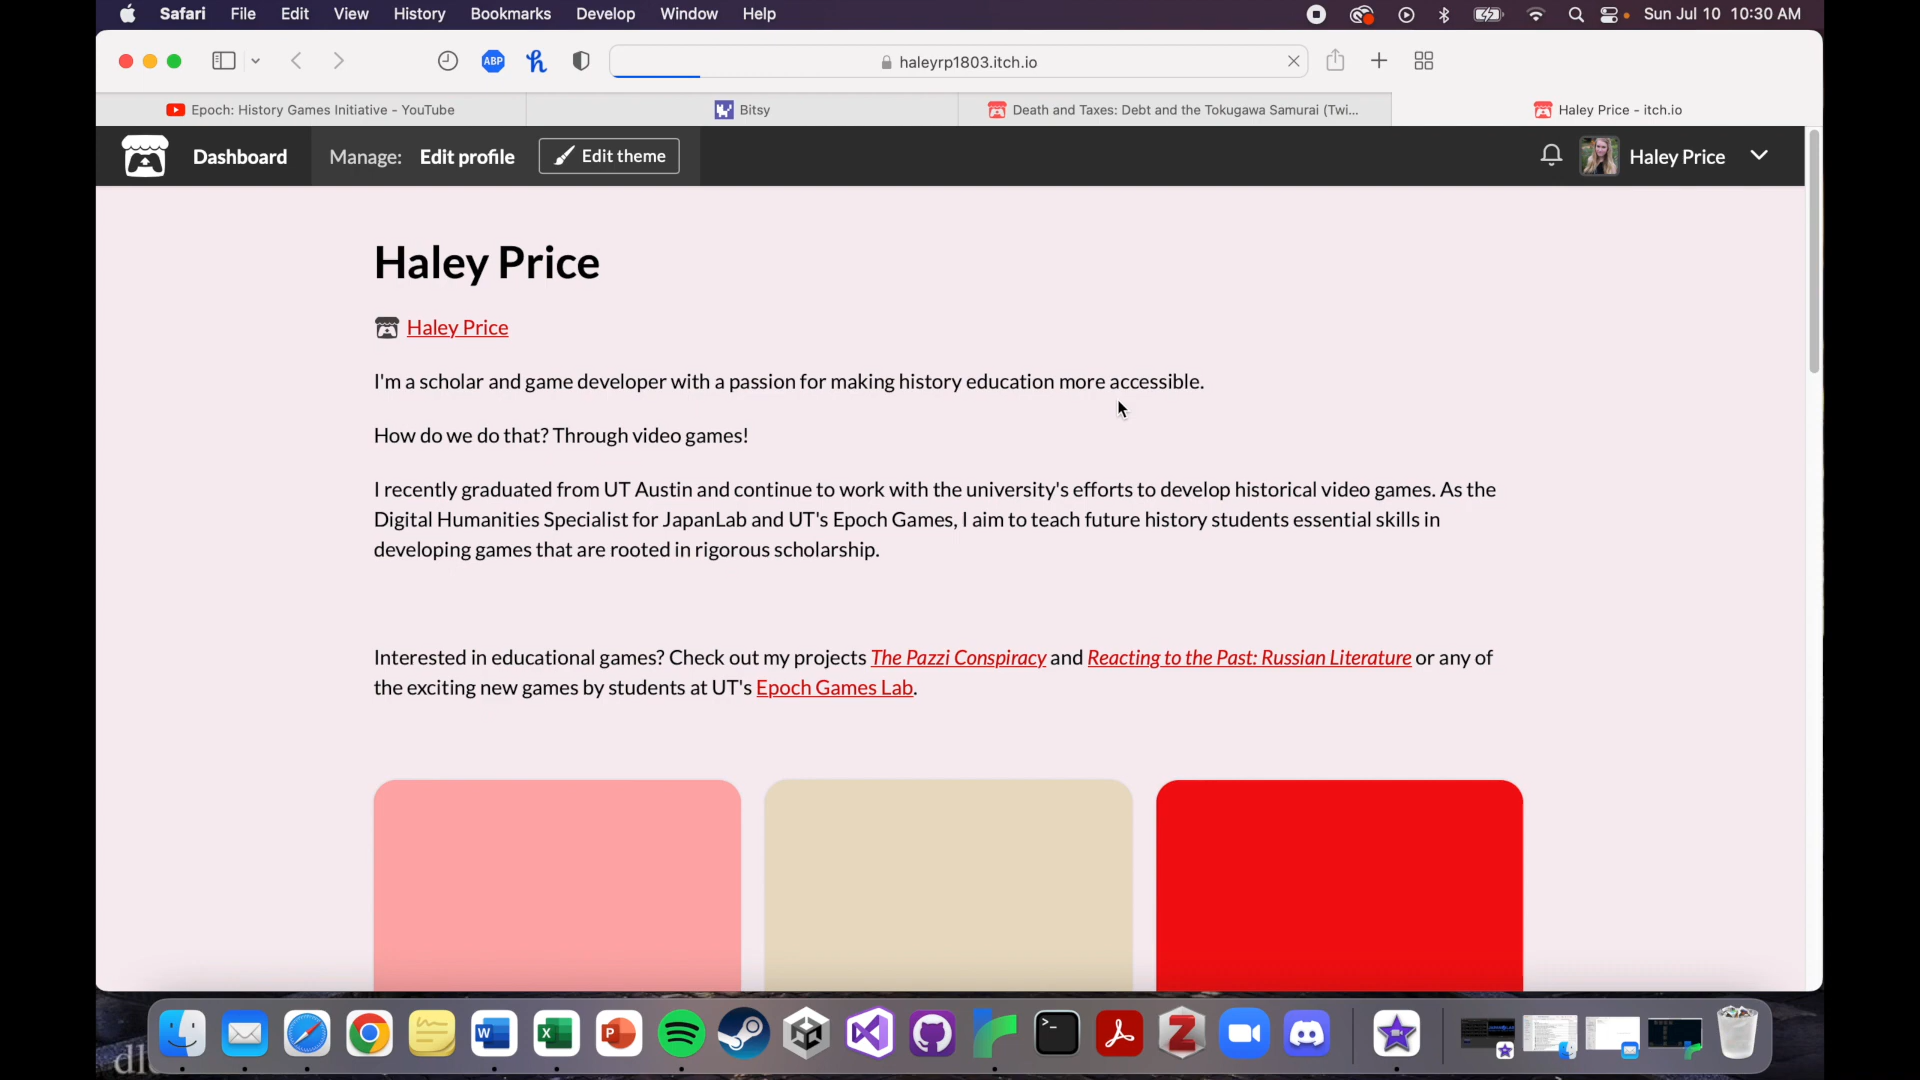 Safari File Edit View History Bookmarks Develop Window Help Sun Jul 10 10:30 AM
ABP haleyrp1803.itch.io
Epoch: History Games Initiative - YouTube Bitsy Death and Taxes: Debt and the Tokugawa Samurai (Twi... Haley Price - itch.io
Dashboard Manage: Edit profile Edit theme Haley Price
Haley Price
Haley Price
I'm a scholar and game developer with a passion for making history education more accessible.
How do we do that? Through video games!
I recently graduated from UT Austin and continue to work with the university's efforts to develop historical video games. As the
Digital Humanities Specialist for JapanLab and UT's Epoch Games, I aim to teach future history students essential skills in
developing games that are rooted in rigorous scholarship.
Interested in educational games? Check out my projects The Pazzi Conspiracy and Reacting to the Past: Russian Literature or any of
the exciting new games by students at UT's Epoch Games Lab.